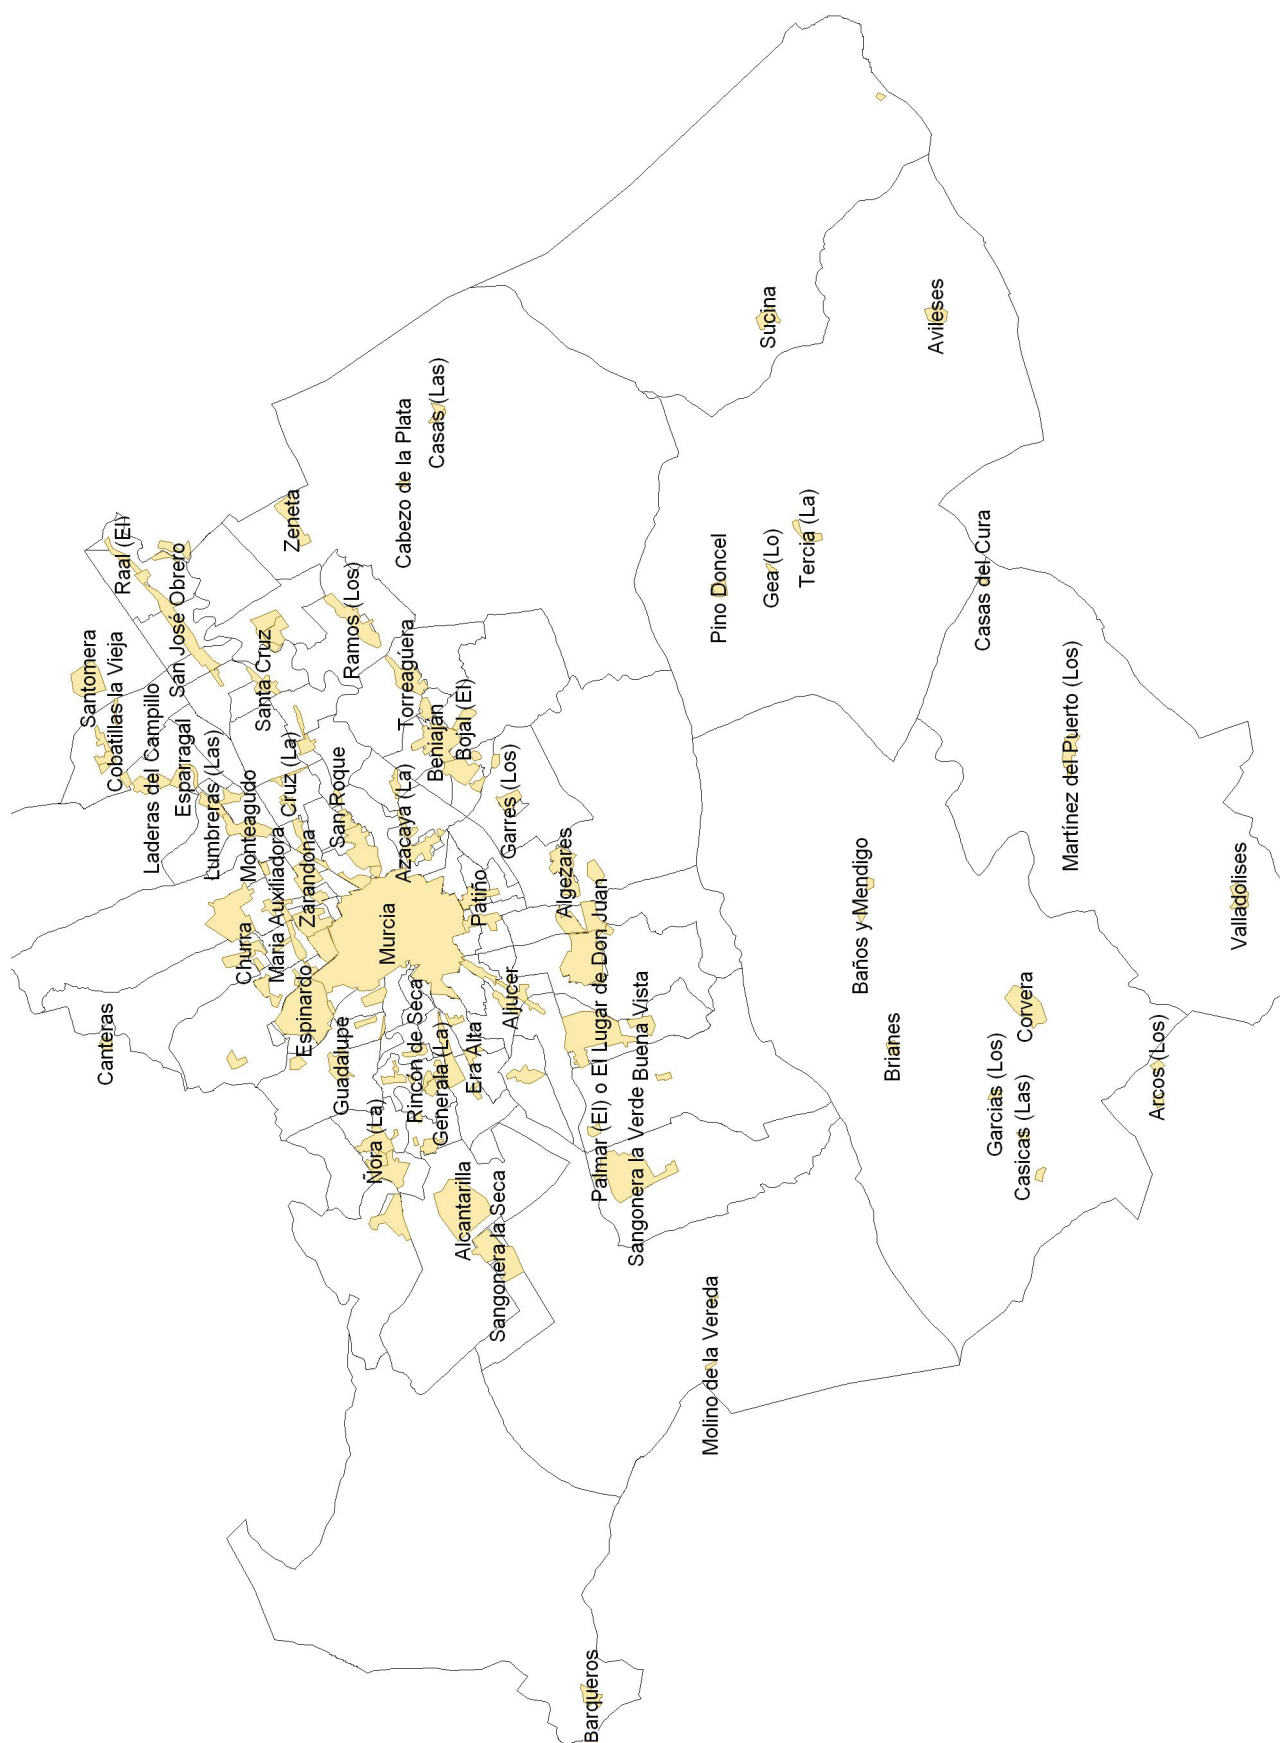 Santomera
Cobatillas la Vieja
Raal (El)
Laderas del Campillo
San José Obrero
Esparragal
Lumbreras (Las)
Monteagudo
Santa Cruz
Zeneta
Canteras
Churra
Maria Auxiliadora
Cruz (La)
Zarandona
Espinardo
San Roque
Ramos (Los)
Guadalupe
Murcia
Azacaya (La)
Torreagüera
Cabezo de la Plata
Casas (Las)
Ñora (La)
Rincón de Seca
Generala (La)
Beniaján
Bojal (El)
Era Alta
Patiño
Alcantarilla
Sangonera la Seca
Aljucer
Garres (Los)
Algezares
Palmar (El) o El Lugar de Don Juan
Sangonera la Verde
Buena Vista
Barqueros
Molino de la Vereda
Pino Doncel
Sucina
Gea (Lo)
Tercia (La)
Baños y Mendigo
Brianes
Avileses
Casas del Cura
Garcías (Los)
Casicas (Las)
Corvera
Martínez del Puerto (Los)
Arcos (Los)
Valladolises